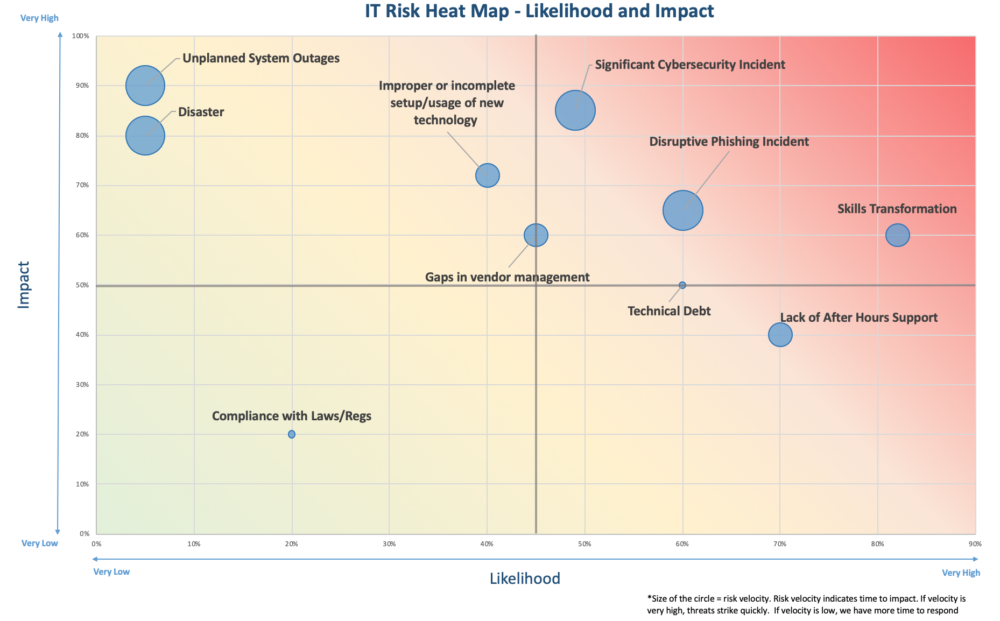 IT Risk Heat Map - Likelihood and Impact
Very High
100%
Unplanned System Outages
Significant Cybersecurity Incident
90%
Improper or incomplete
setup/usage of new
technology
Disaster
80%
Disruptive Phishing Incident
70%
Skills Transformation
60%
Gaps in vendor management
Impact
50%
Technical Debt
Lack of After Hours Support
40%
30%
Compliance with Laws/Regs
20%
10%
0%
Very Low
0%
10%
20%
30%
40%
50%
60%
70%
80%
90%
Very Low
Very High
Likelihood
*Size of the circle = risk velocity. Risk velocity indicates time to impact. If velocity is
very high, threats strike quickly.  If velocity is low, we have more time to respond